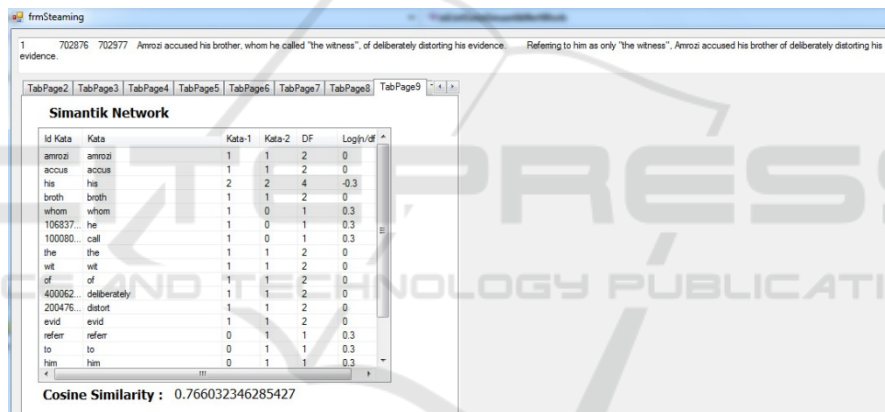 frmSteaming
1 702876 702977 Amrozi accused his brother, whom he called "the witness", of deliberately distorting his evidence. Referring to him as only "the witness", Amrozi accused his brother of deliberately distorting his
evidence.
TabPage2 TabPage3 TabPage4 TabPage5 TabPage6 TabPage7 TabPage8 TabPage9
Simantik Network
Id Kata Kata Kata-1 Kata-2 DF Log(n/df
amrozi amrozi 1 1 2 0
accus accus 1 1 2 0
his his 2 2 4 -0.3
broth broth 1 1 2 0
whom whom 1 0 1 0.3
106837... he 1 0 1 0.3
100080... call 1 0 1 0.3
the the 1 1 2 0
wit wit 1 1 2 0
of of 1 1 2 0
400062... deliberately 1 1 2 0
200476... distort 1 1 2 0
evid evid 1 1 2 0
referr referr 0 1 1 0.3
to to 0 1 1 0.3
him him 0 1 1 0.3
Cosine Similarity : 0.766032346285427
SCITEPRESS
SCIENCE AND TECHNOLOGY PUBLICATI